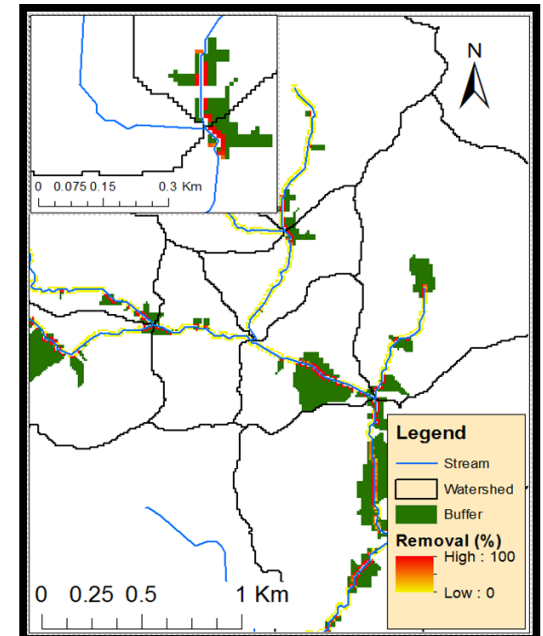 N
0 0.075 0.15 0.3 Km
Legend
Stream
Watershed
Buffer
Removal (%)
High : 100
Low : 0
0 0.25 0.5 1 Km